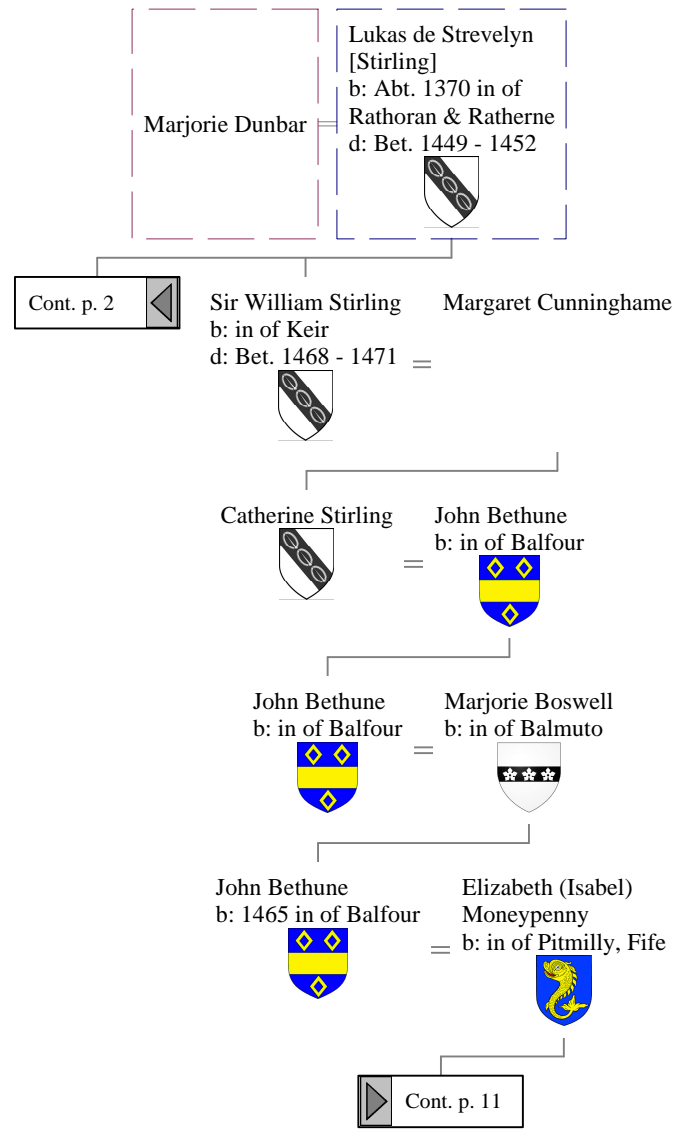 Marjorie Dunbar
Lukas de Strevelyn
[Stirling]
b: Abt. 1370 in of
Rathoran & Ratherne
d: Bet. 1449 - 1452
Cont. p. 2
Sir William Stirling
b: in of Keir
d: Bet. 1468 - 1471
Margaret Cunninghame
Catherine Stirling
John Bethune
b: in of Balfour
John Bethune
b: in of Balfour
Marjorie Boswell
b: in of Balmuto
John Bethune
b: 1465 in of Balfour
Elizabeth (Isabel)
Moneypenny
b: in of Pitmilly, Fife
Cont. p. 11